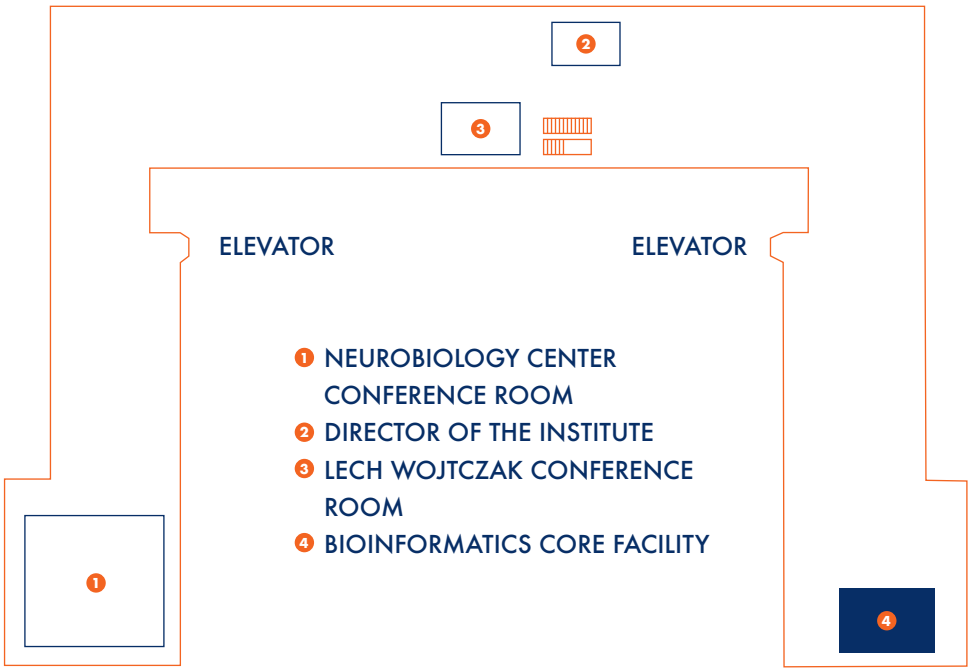 2
3
ELEVATOR ELEVATOR
1 NEUROBIOLOGY CENTER
CONFERENCE ROOM
2 DIRECTOR OF THE INSTITUTE
3 LECH WOJTCZAK CONFERENCE
ROOM
4 BIOINFORMATICS CORE FACILITY
1
4